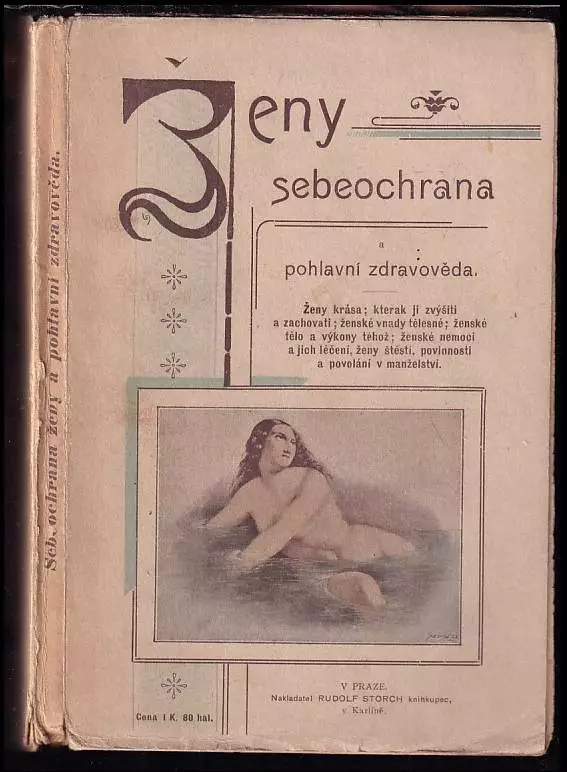 Ženy
sebeochrana
a
pohlavní zdravověda.
Ženy krása; kterak ji zvýšiti
a zachovati; ženské vnady tělesné; ženské
tělo a výkony téhož; ženské nemoci
a jich léčení, ženy štěstí, povinnosti
a povolání v manželství.
V PRAZE.
Nakladatel RUDOLF STORCH knihkupec,
v Karlíně.
Cena 1 K. 80 hal.
Seb. ochrana ženy a pohlavní zdravověda.